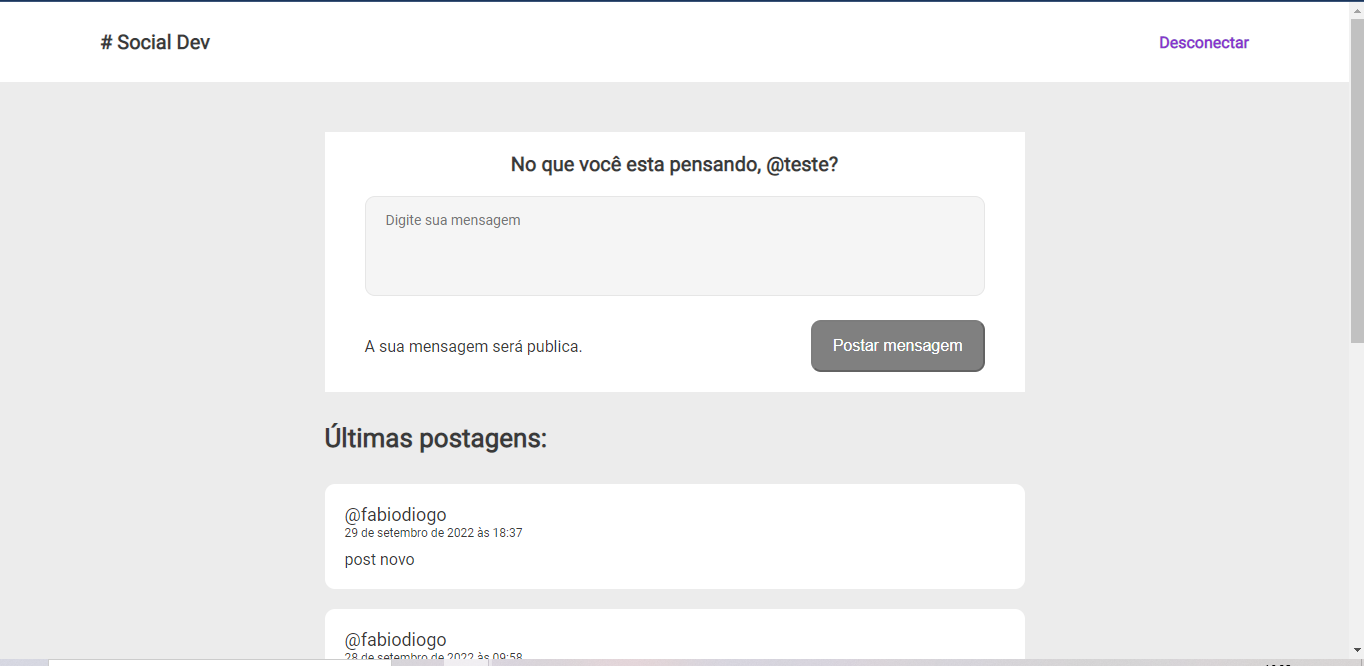 # Social Dev
Desconectar
No que você esta pensando, @teste?
Digite sua mensagem
A sua mensagem será publica.
Postar mensagem
Últimas postagens:
@fabiodiogo
29 de setembro de 2022 às 18:37
post novo
@fabiodiogo
28 de setembro de 2022 às 09:58